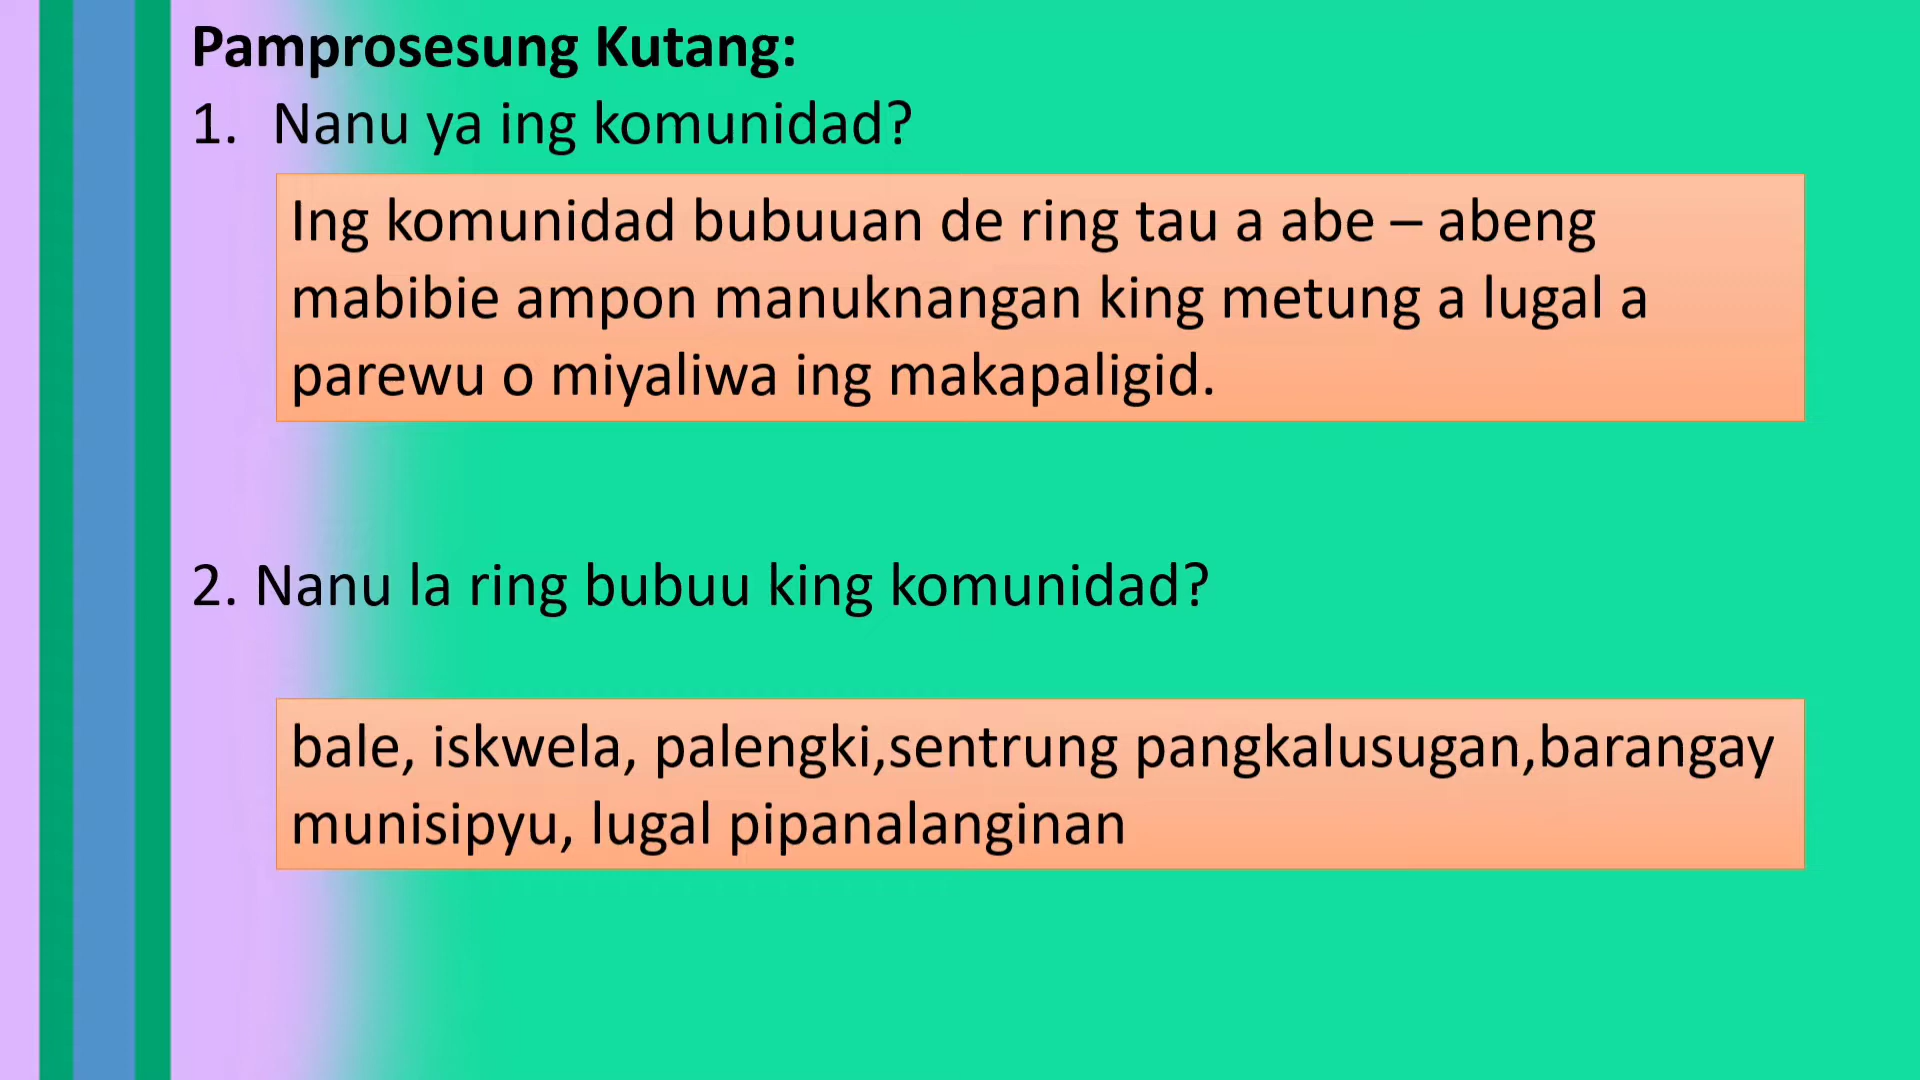 Pamprosesung Kutang:
1. Nanu ya ing komunidad?
Ing komunidad bubuuan de ring tau a abe – abeng
mabibie ampon manuknangan king metung a lugal a
parewu o miyaliwa ing makapaligid.
2. Nanu la ring bubuu king komunidad?
bale, iskwela, palengki,sentrung pangkalusugan,barangay
munisipyu, lugal pipanalanginan